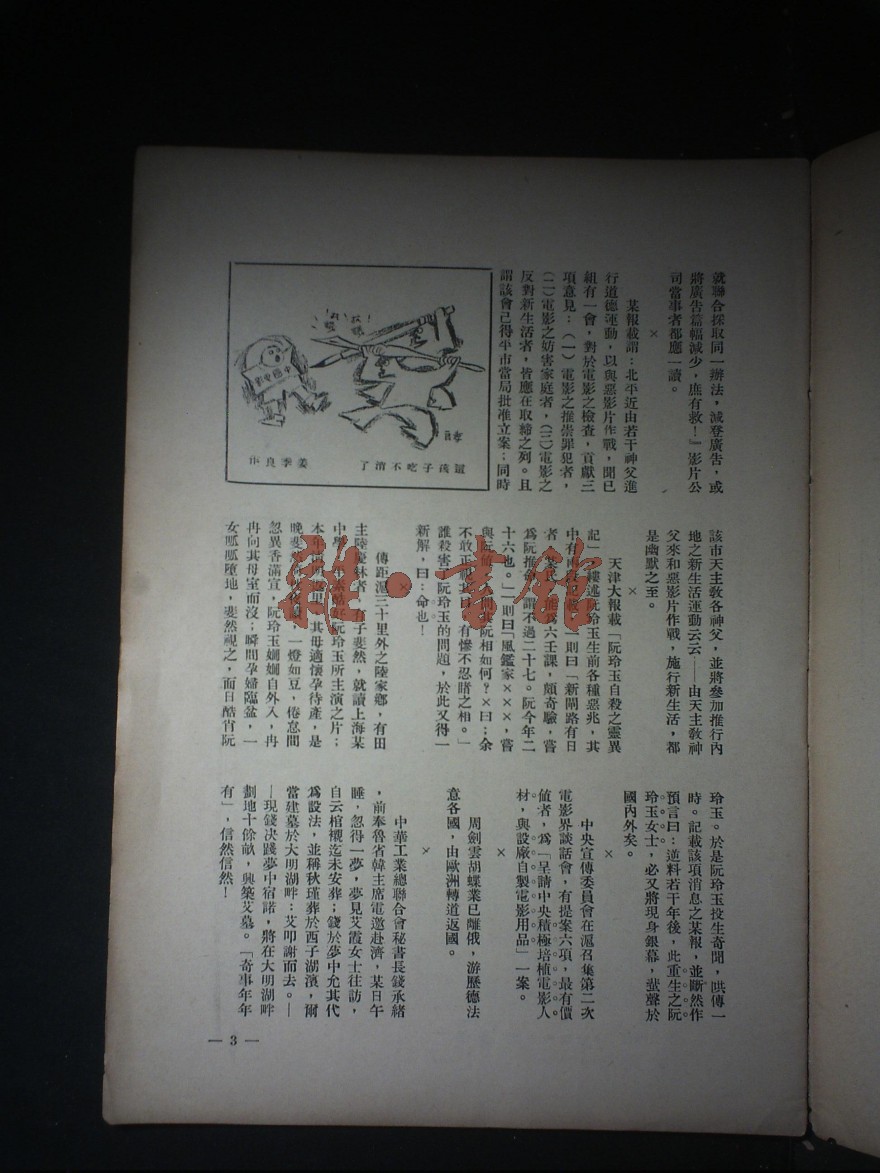 就聯合採取同一辦法，減登廣告，或
將廣告篇幅減少，庶有救！』影片公
司當事者都應一讀。
×
某報載謂：北平近由若干神父進
行道德運動，以與惡影片作戰，聞已
組有一會，對於電影之檢查，貢獻三
項意見：（一）電影之推崇罪犯者，
（二）電影之妨害家庭者，（三）電影之
反對新生活者，皆應在取締之列。且
謂該會已得平市當局批准立案；同時
還孩子吃不消了
姜季良作
該市天主教各神父，並將參加推行內
地之新生活運動云云——由天主教神
父來和惡影片作戰，施行新生活，都
是幽默之至。
×
天津大報載「阮玲玉自殺之靈異
記」一縷述阮玲玉生前各種惡兆，其
中有 一則曰「新閘路有日
者 六壬課，頗奇驗，嘗
爲阮推命 謂不過二十七。阮今年二
十六也。」一則曰「風鑑家×××，嘗
與阮 阮相如何？×曰：余
不敢正視其目 有慘不忍睹之相。」
誰殺害了阮玲玉的問題，於此又得一
新解，曰：命也！
×
傳距滬三十里外之陸家鄉，有田
主陸慶 者，有子斐然，就讀上海某
中學 阮玲玉所主演之片；
本年 其母適懷孕待產，是
晚斐 ，一燈如豆，倦怠間
忽異香滿宣，阮玲玉嫻嫻自外入，冉
冉向其母室而沒；瞬間孕婦臨盆，一
女呱呱墮地，斐然視之，面目酷肖阮
玲玉。於是阮玲玉投生奇聞，哄傳一
時。記載該項消息之某報，並斷然作
預言曰：逆料若干年後，此重生之阮
玲玉女士，必又將現身銀幕，蜚聲於
國內外矣。
×
中央宣傳委員會在滬召集第二次
電影界談話會，有提案六項，最有價
值者，爲「呈請中央積極培植電影人
材，與設廠自製電影用品」一案。
×
周劍雲胡蝶業已離俄，游歷德法
意各國，由歐洲轉道返國。
×
中華工業總聯合會秘書長錢承緒
，前奉魯省韓主席電邀赴濟，某日午
睡，忽得一夢，夢見艾霞女士往訪，
自云棺櫬迄未安葬；錢於夢中允其代
爲設法，並稱秋瑾葬於西子湖濱，爾
當建墓於大明湖畔；艾叩謝而去。—
—現錢決踐夢中宿諾，將在大明湖畔
劃地十餘畝，興築艾墓。「奇事年年
有」，信然信然！
— 3 —
雜·書館